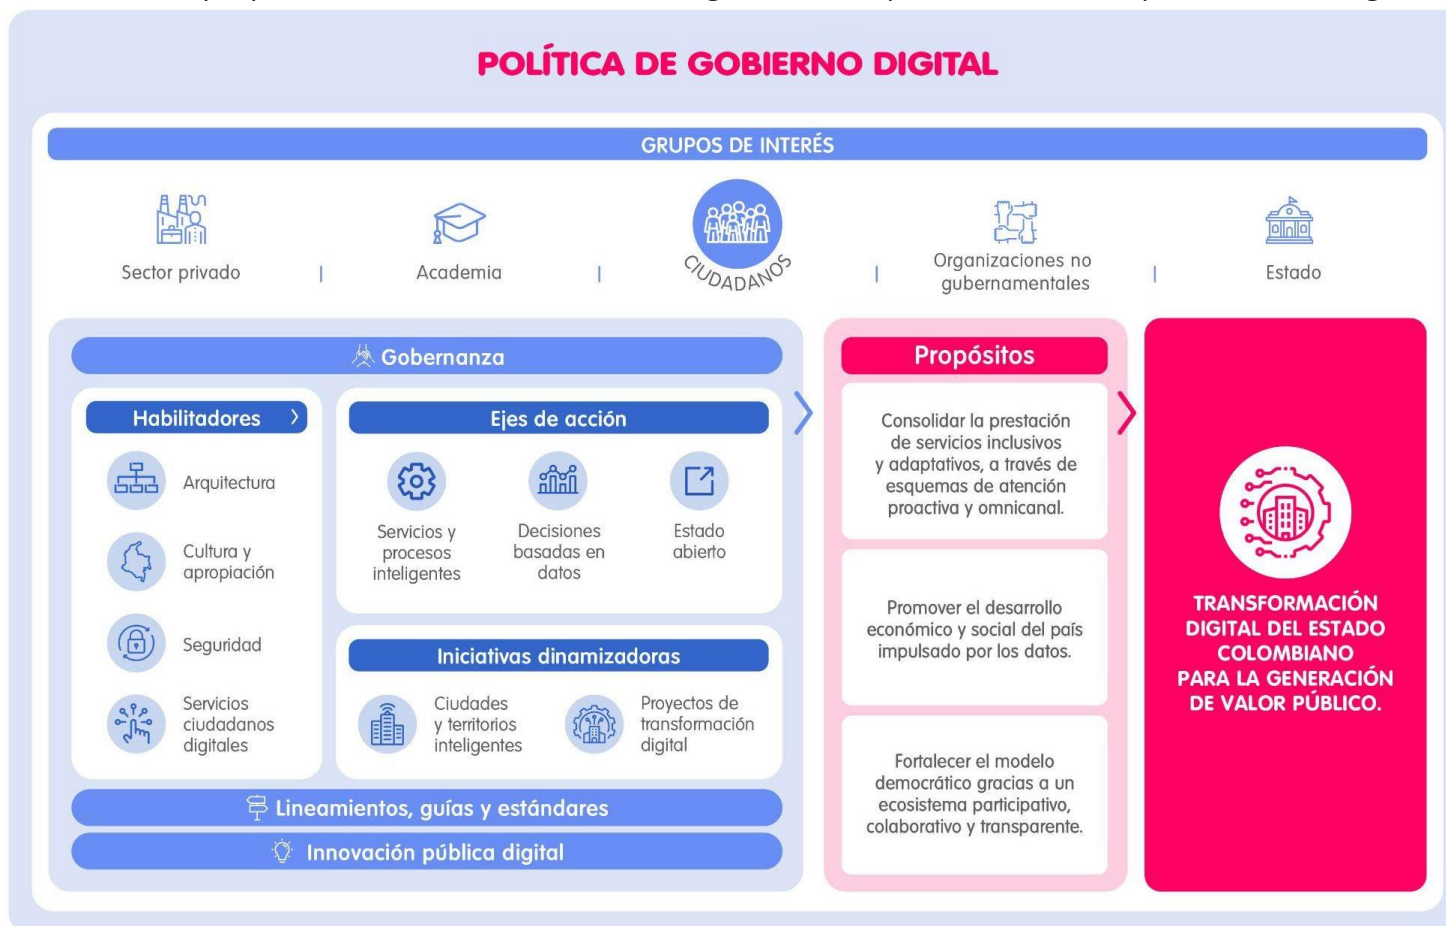 POLÍTICA DE GOBIERNO DIGITAL
GRUPOS DE INTERÉS
Sector privado
Academia
CIUDADANOS
Organizaciones no
gubernamentales
Estado
Gobernanza
Habilitadores
Arquitectura
Cultura y
apropiación
Seguridad
Servicios
ciudadanos
digitales
Ejes de acción
Servicios y
procesos
inteligentes
Decisiones
basadas en
datos
Estado
abierto
Iniciativas dinamizadoras
Ciudades
y territorios
inteligentes
Proyectos de
transformación
digital
Lineamientos, guías y estándares
Innovación pública digital
Propósitos
Consolidar la prestación
de servicios inclusivos
y adaptativos, a través de
esquemas de atención
proactiva y omnicanal.
Promover el desarrollo
económico y social del país
impulsado por los datos.
Fortalecer el modelo
democrático gracias a un
ecosistema participativo,
colaborativo y transparente.
TRANSFORMACIÓN
DIGITAL DEL ESTADO
COLOMBIANO
PARA LA GENERACIÓN
DE VALOR PÚBLICO.